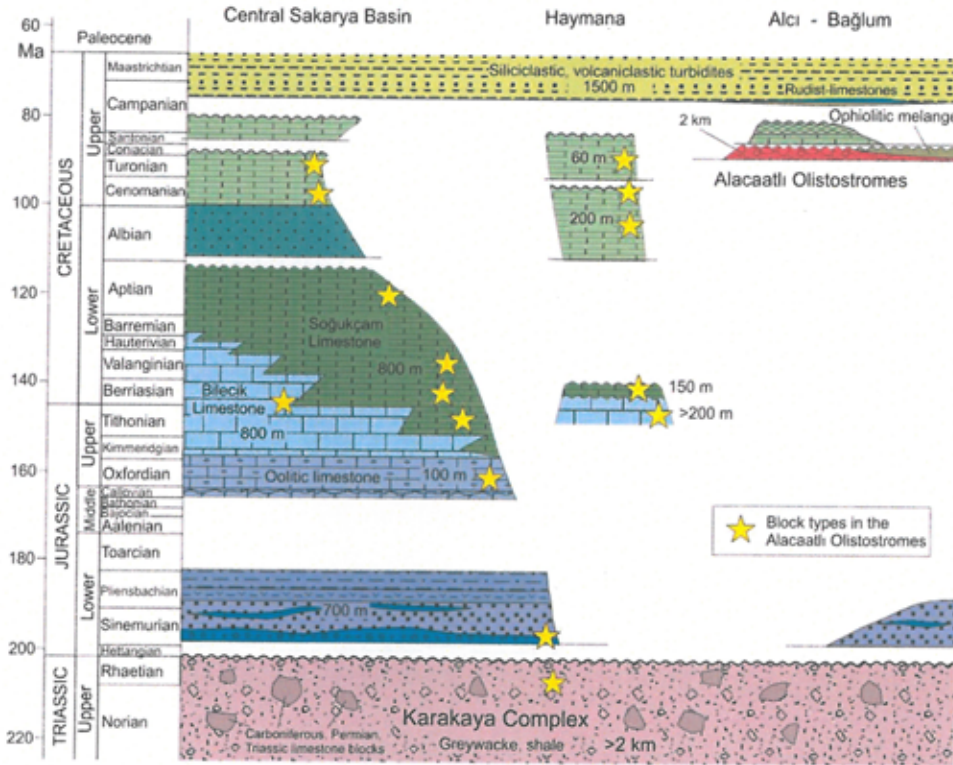 Central Sakarya Basin
Haymana
Alcı - Bağlum
60
Ma
80
100
120
140
160
180
200
220
Paleocene
CRETACEOUS
JURASSIC
TRIASSIC
Upper
Lower
Upper
Middle
Lower
Upper
Maastrichtian
Campanian
Santonian
Coniacian
Turonian
Cenomanian
Albian
Aptian
Barremian
Hauterivian
Valanginian
Berriasian
Tithonian
Kimmeridgian
Oxfordian
Callovian
Bathonian
Bajocian
Aalenian
Toarcian
Pliensbachian
Sinemurian
Hettangian
Rhaetian
Norian
Siliciclastic, volcaniclastic turbidites
1500 m
Rudist-limestones
Ophiolitic melange
2 km
Alacaatlı Olistostromes
60 m
200 m
Soğukçam
Limestone
800 m
Bilecik
Limestone
800 m
150 m
>200 m
100 m
Oolitic limestone
Block types in the
Alacaatlı Olistostromes
700 m
Karakaya Complex
Carboniferous, Permian,
Triassic limestone blocks
Greywacke, shale
>2 km